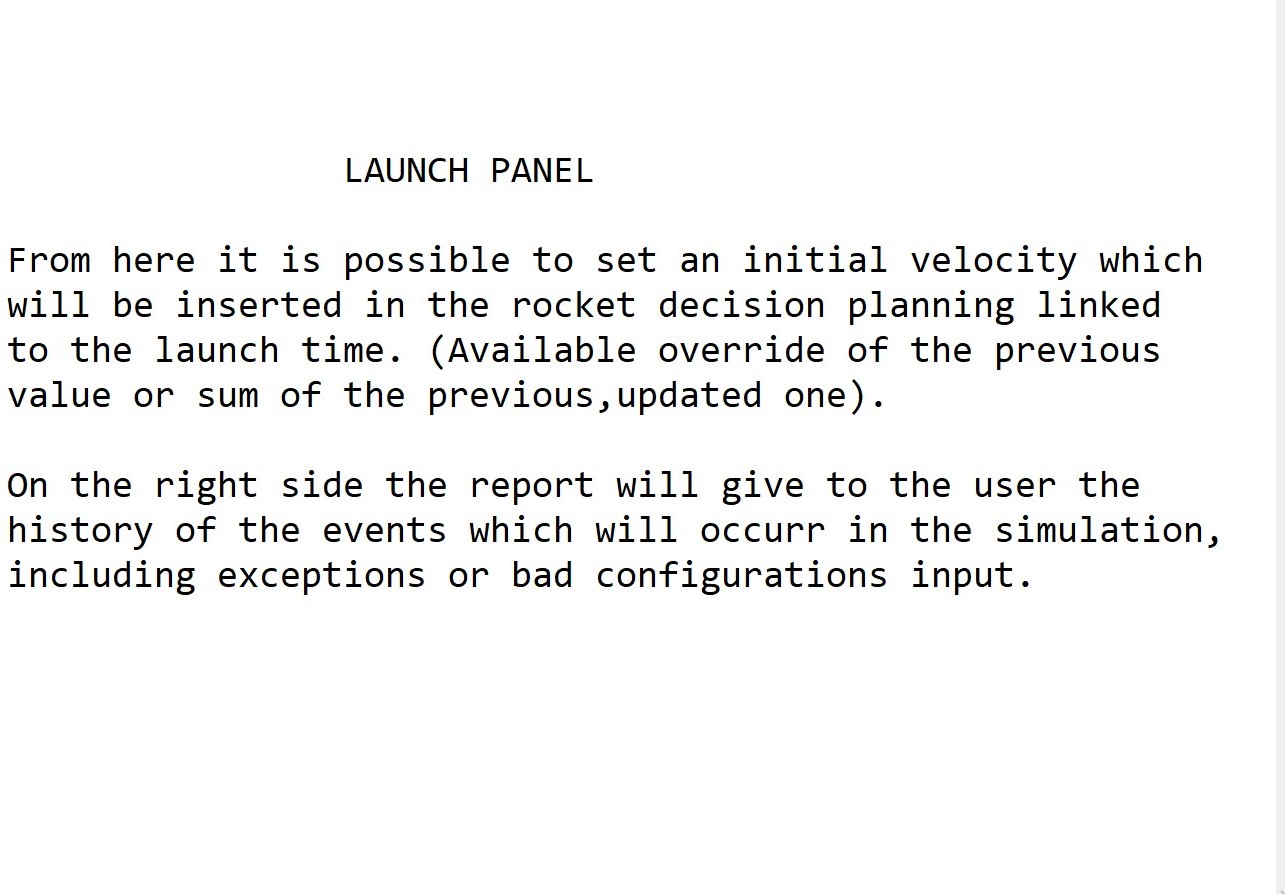 LAUNCH PANEL
From here it is possible to set an initial velocity which
will be inserted in the rocket decision planning linked
to the launch time. (Available override of the previous
value or sum of the previous,updated one).
On the right side the report will give to the user the
history of the events which will occurr in the simulation,
including exceptions or bad configurations input.